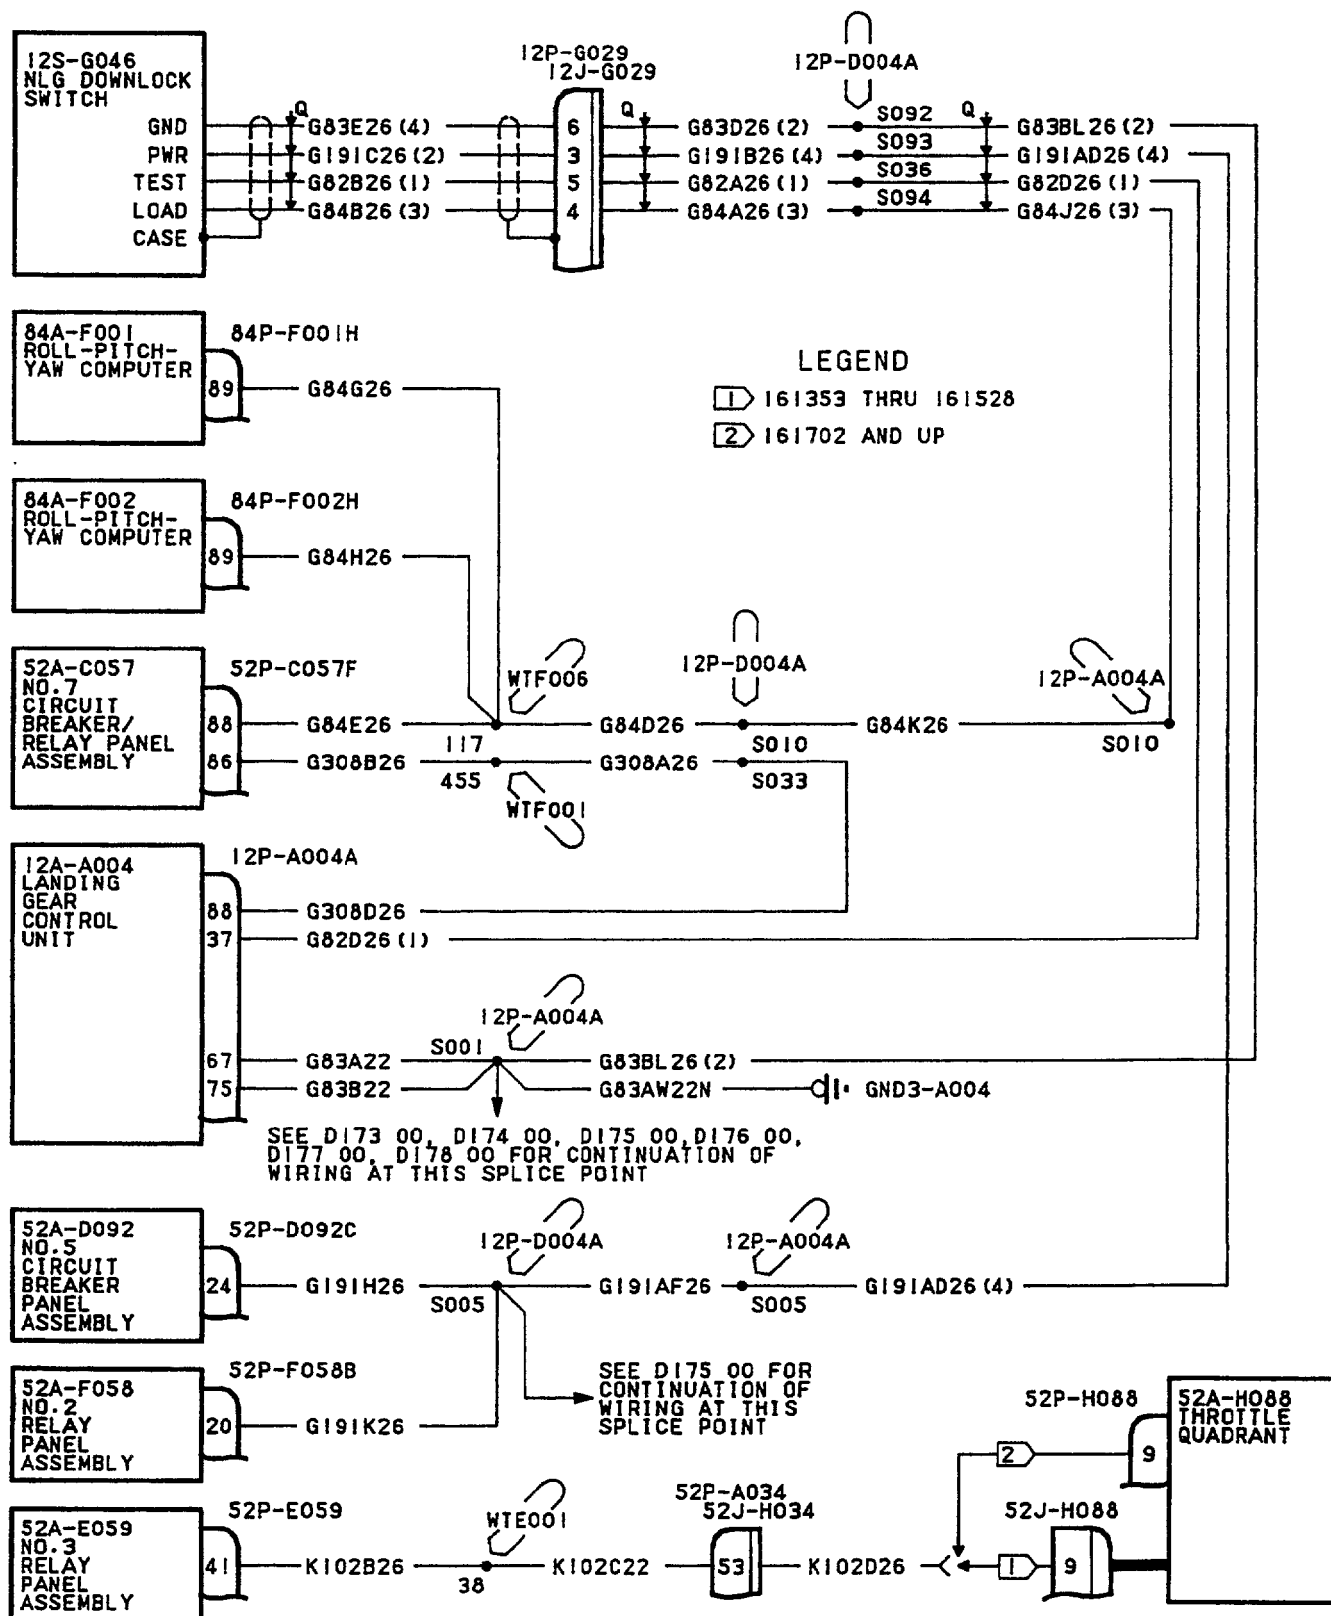 12S-G046
NLG DOWNLOCK
SWITCH
GND
PWR
TEST
LOAD
CASE
Q
G83E26(4)
G191C26(2)
G82B26(1)
G84B26(3)
12P-G029
12J-G029
6
3
5
4
Q
G83D26(2)
G191B26(4)
G82A26(1)
G84A26(3)
12P-D004A
S092
S093
S036
S094
Q
G83BL26(2)
G191AD26(4)
G82D26(1)
G84J26(3)
84A-F001
ROLL-PITCH-
YAW COMPUTER
84P-F001H
89
G84G26
LEGEND
1 161353 THRU 161528
2 161702 AND UP
84A-F002
ROLL-PITCH-
YAW COMPUTER
84P-F002H
89
G84H26
52A-C057
NO.7
CIRCUIT
BREAKER/
RELAY PANEL
ASSEMBLY
52P-C057F
88
G84E26
117
WTF006
G84D26
12P-D004A
S010
G84K26
12P-A004A
S010
86
G308B26
455
WTF001
G308A26
S033
12A-A004
LANDING
GEAR
CONTROL
UNIT
12P-A004A
88
G308D26
37
G82D26(1)
67
G83A22
S001
12P-A004A
G83BL26(2)
75
G83B22
G83AW22N
GND3-A004
SEE D173 00, D174 00, D175 00,D176 00,
D177 00, D178 00 FOR CONTINUATION OF
WIRING AT THIS SPLICE POINT
52A-D092
NO.5
CIRCUIT
BREAKER
PANEL
ASSEMBLY
52P-D092C
24
G191H26
S005
12P-D004A
G191AF26
12P-A004A
S005
G191AD26(4)
52A-F058
NO.2
RELAY
PANEL
ASSEMBLY
52P-F058B
20
G191K26
SEE D175 00 FOR
CONTINUATION OF
WIRING AT THIS
SPLICE POINT
52A-E059
NO.3
RELAY
PANEL
ASSEMBLY
52P-E059
41
K102B26
38
WTE001
K102C22
52P-A034
52J-H034
53
K102D26
2
52P-H088
9
1
52J-H088
9
52A-H088
THROTTLE
QUADRANT